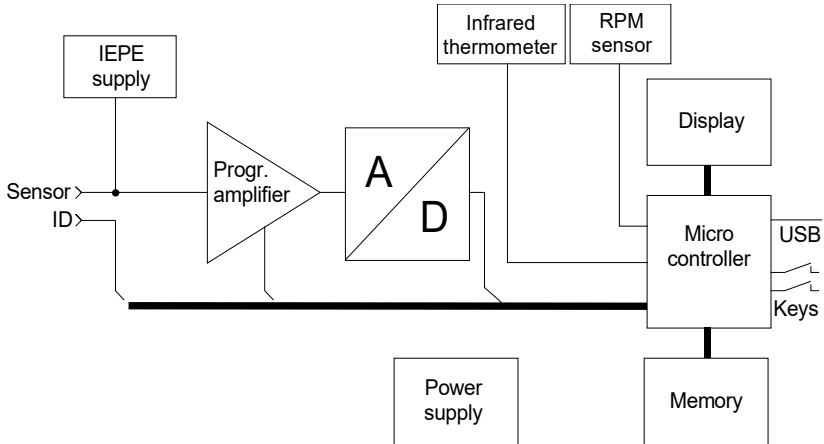 IEPE
supply
Infrared
thermometer
RPM
sensor
Display
Progr.
amplifier
A
D
Sensor
ID
Micro
controller
USB
Keys
Power
supply
Memory